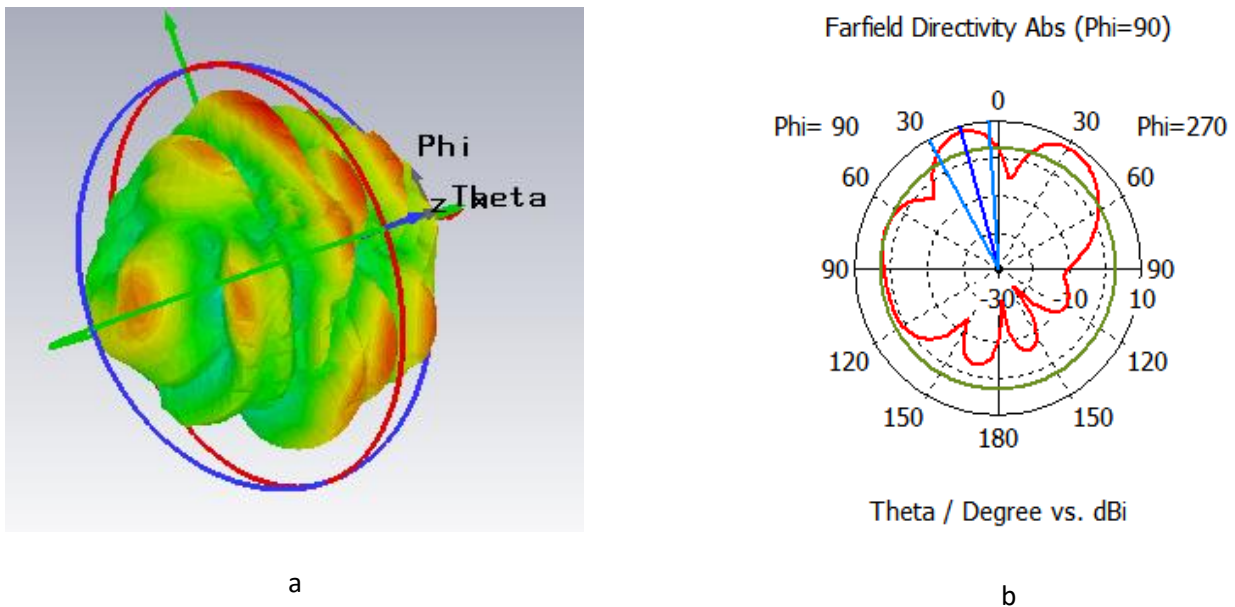 Phi
Theta
z
x
a
Farfield Directivity Abs (Phi=90)
Phi= 90 30 0 30 Phi=270
60 60
90 -30 -10 10 90
120 120
150 150
180
Theta / Degree vs. dBi
b